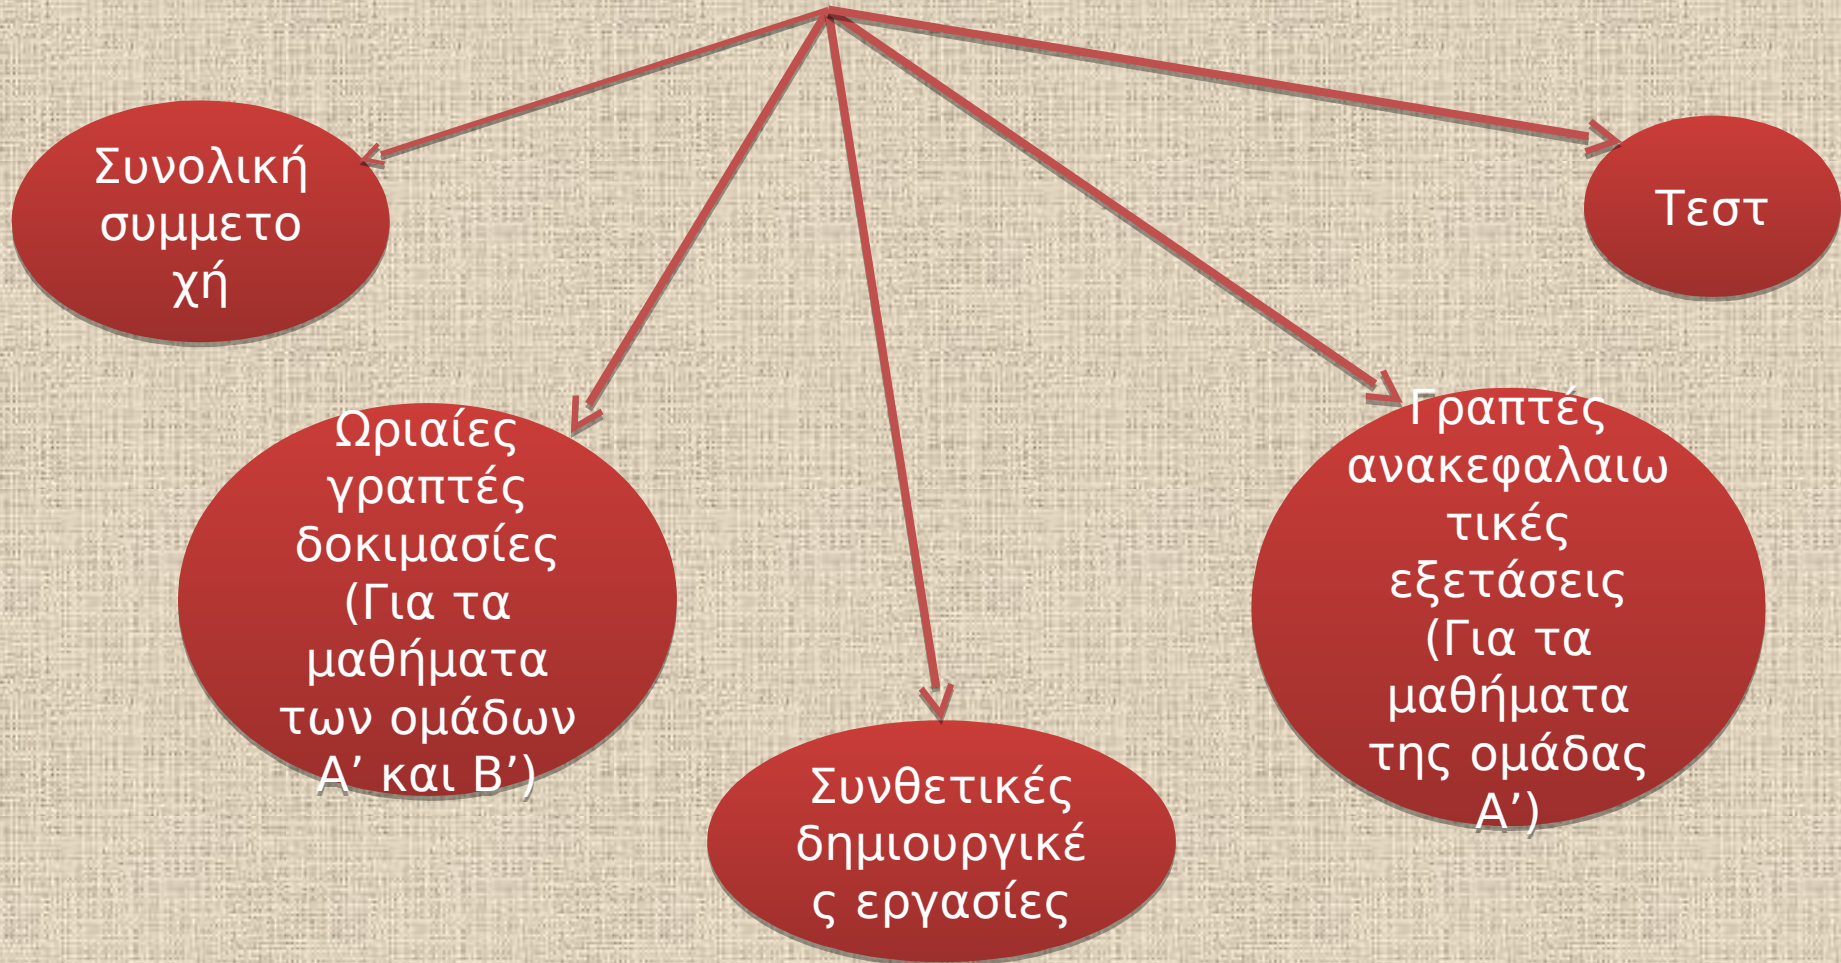 Συνολική
συμμετο
χή
Τεστ
Ωριαίες
γραπτές
δοκιμασίες
(Για τα
μαθήματα
των ομάδων
Α’ και Β’)
Γραπτές
ανακεφαλαιω
τικές
εξετάσεις
(Για τα
μαθήματα
της ομάδας
Α’)
Συνθετικές
δημιουργικέ
ς εργασίες